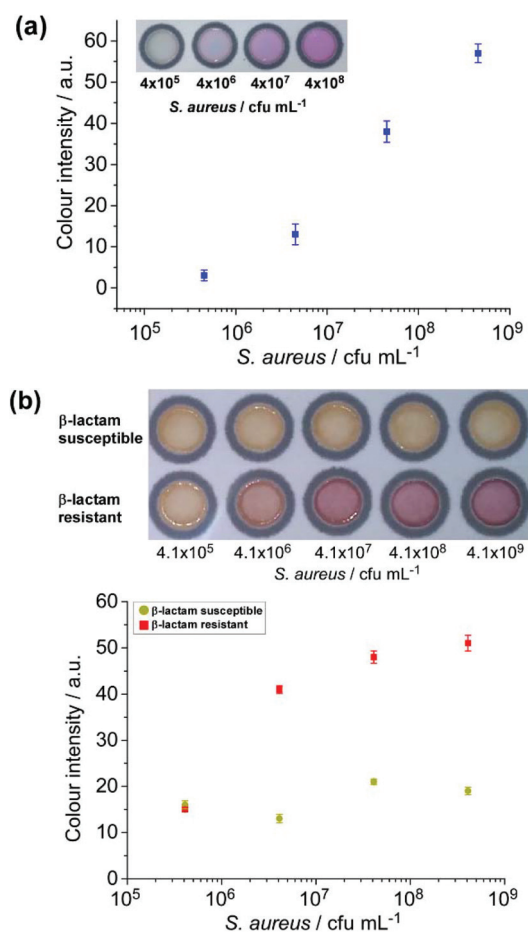 (a)
60
50
40
30
20
10
0
Colour intensity / a.u.
4x10⁵ 4x10⁶ 4x10⁷ 4x10⁸
S. aureus / cfu mL⁻¹
10⁵ 10⁶ 10⁷ 10⁸ 10⁹
S. aureus / cfu mL⁻¹
(b)
β-lactam
susceptible
β-lactam
resistant
4.1x10⁵ 4.1x10⁶ 4.1x10⁷ 4.1x10⁸ 4.1x10⁹
S. aureus / cfu mL⁻¹
60
50
40
30
20
10
0
Colour intensity / a.u.
β-lactam susceptible
β-lactam resistant
10⁵ 10⁶ 10⁷ 10⁸ 10⁹
S. aureus / cfu mL⁻¹